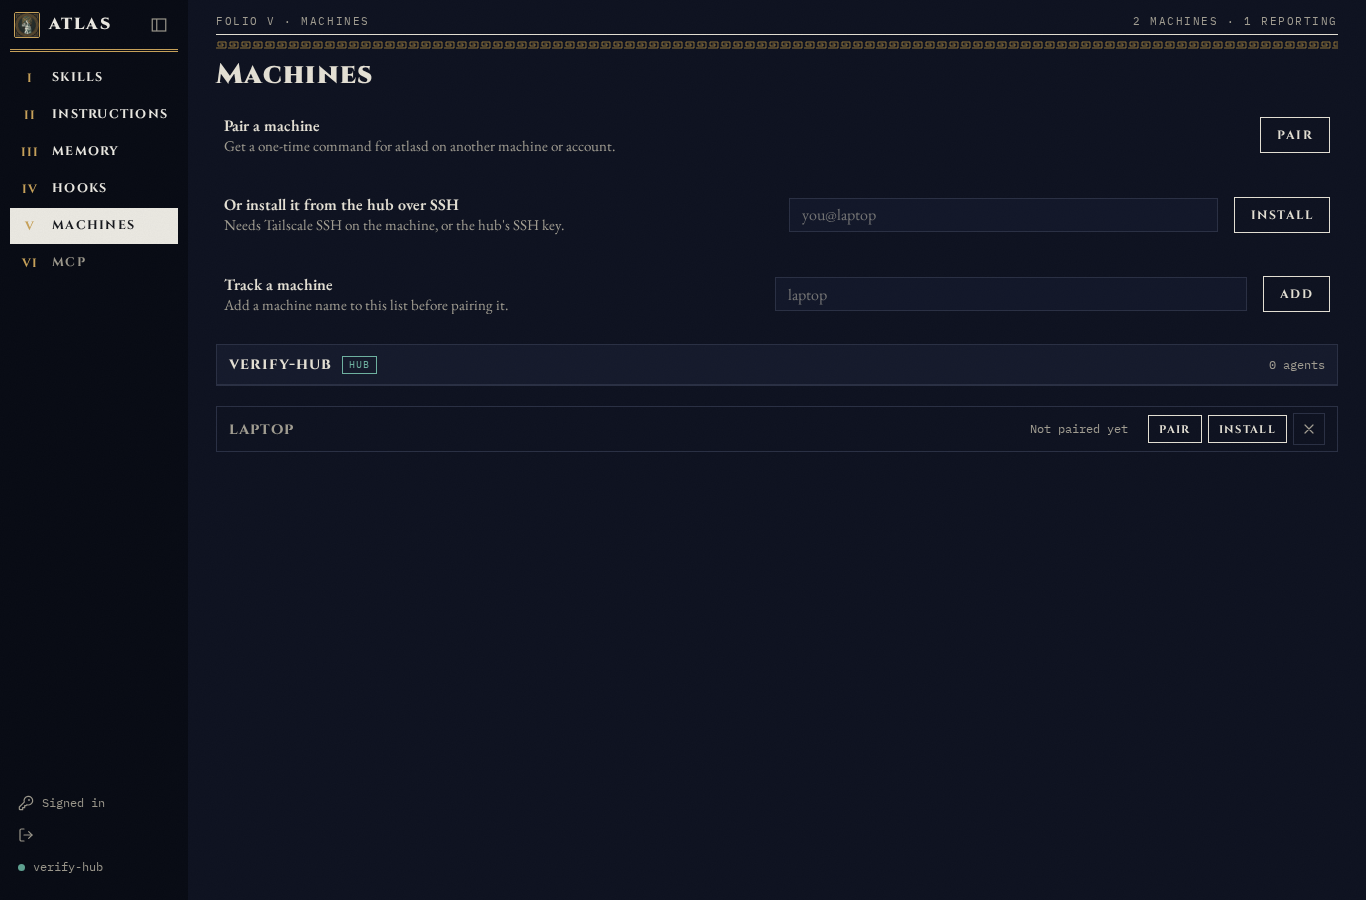 ATLAS
I SKILLS
II INSTRUCTIONS
III MEMORY
IV HOOKS
V MACHINES
VI MCP
Signed in
verify-hub
FOLIO V · MACHINES
2 MACHINES · 1 REPORTING
MACHINES
Pair a machine
Get a one-time command for atlasd on another machine or account.
PAIR
Or install it from the hub over SSH
Needs Tailscale SSH on the machine, or the hub's SSH key.
you@laptop
INSTALL
Track a machine
Add a machine name to this list before pairing it.
laptop
ADD
VERIFY-HUB HUB 0 agents
LAPTOP Not paired yet PAIR INSTALL